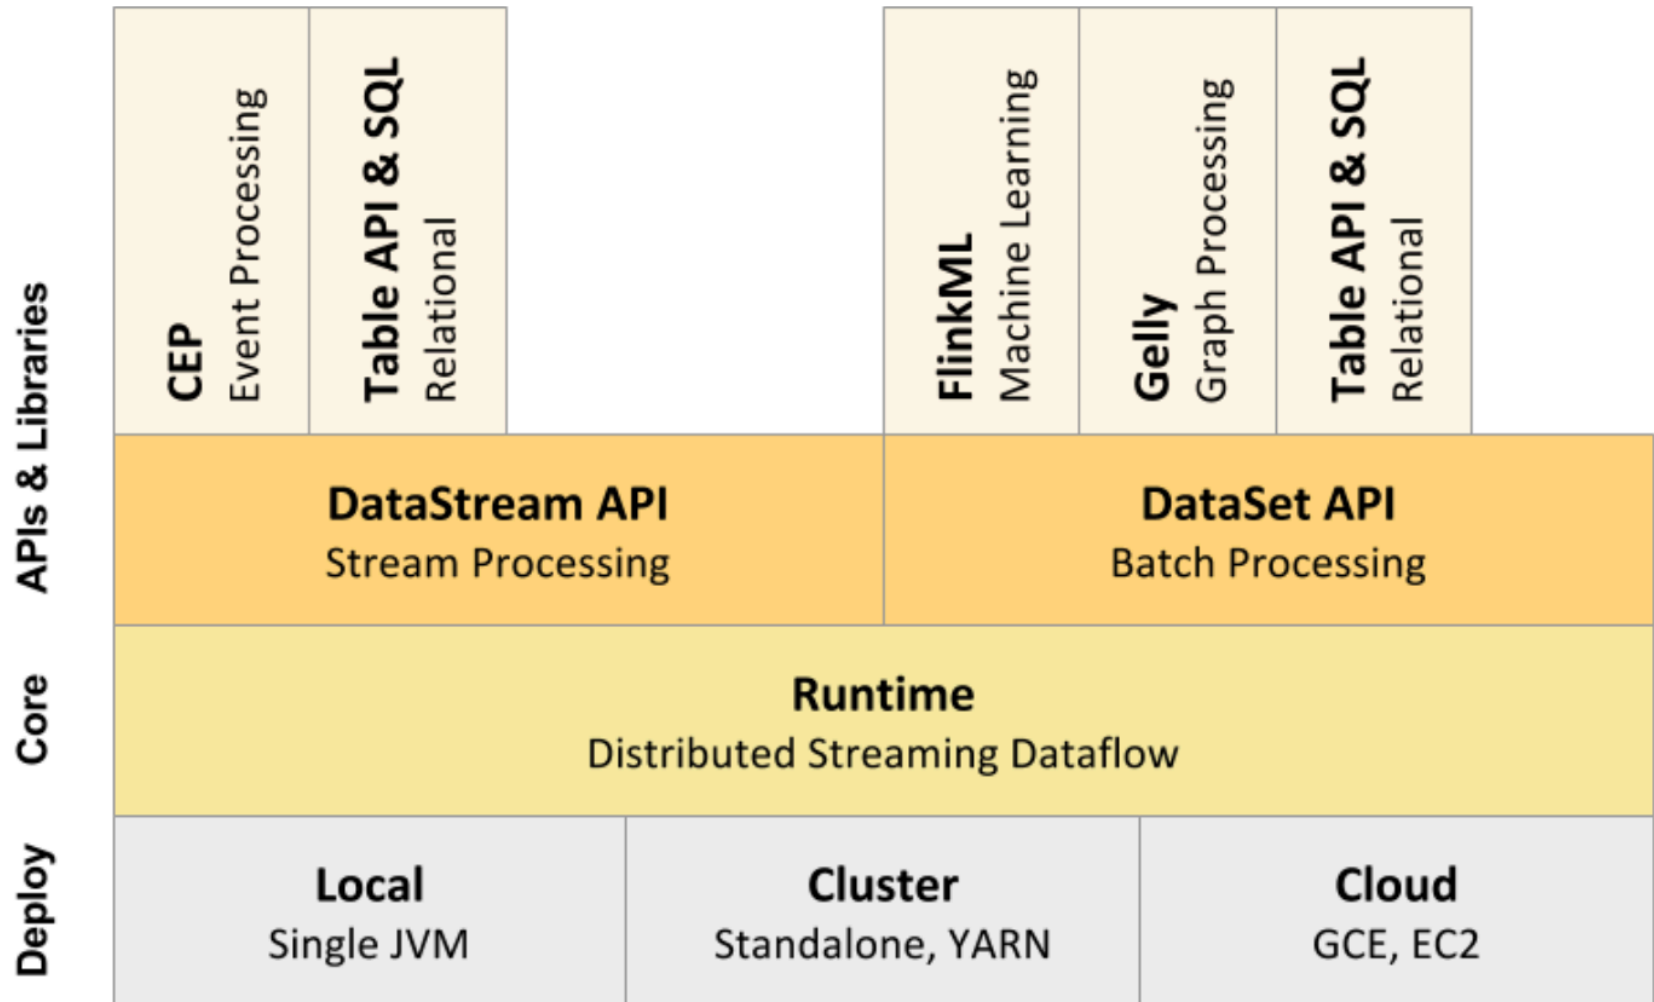 CEP
Event Processing
Table API & SQL
Relational
FlinkML
Machine Learning
Gelly
Graph Processing
Table API & SQL
Relational
APIs & Libraries
DataStream API
Stream Processing
DataSet API
Batch Processing
Core
Runtime
Distributed Streaming Dataflow
Deploy
Local
Single JVM
Cluster
Standalone, YARN
Cloud
GCE, EC2